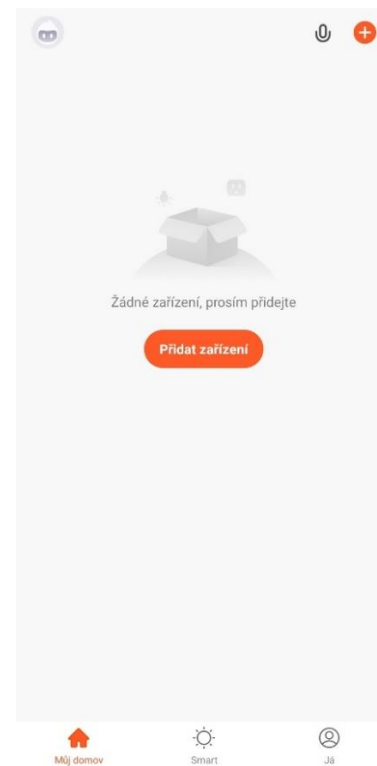 Žádné zařízení, prosím přidejte
Přidat zařízení
Můj domov
Smart
Já